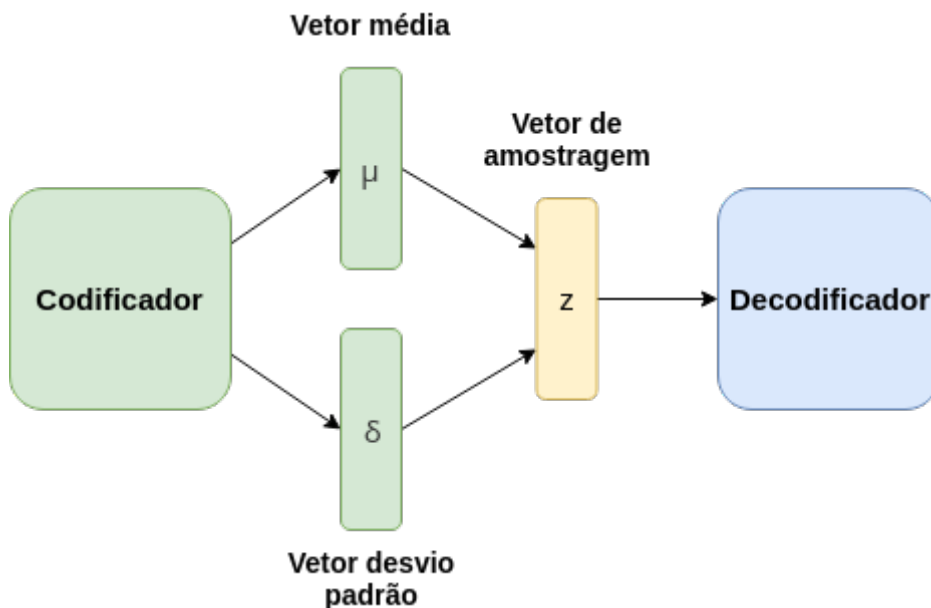 Vetor média
μ
Vetor de
amostragem
Codificador
z
Decodificador
δ
Vetor desvio
padrão